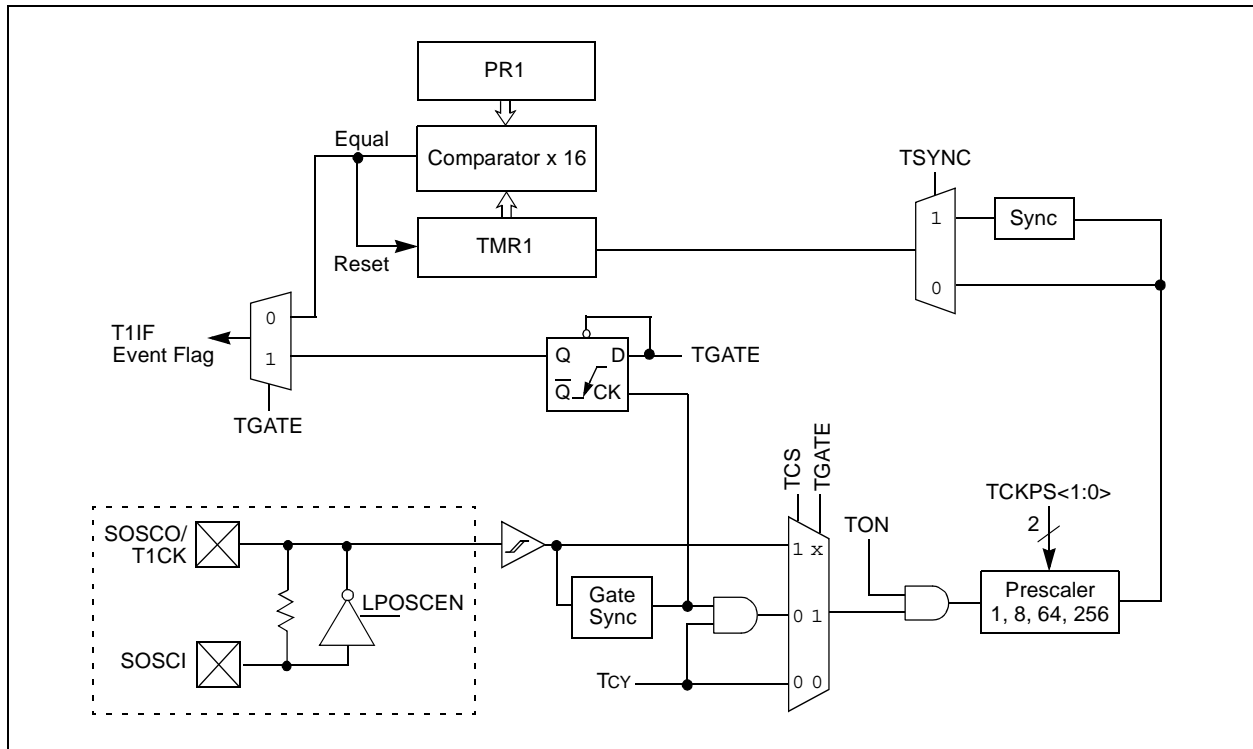 PR1
Equal
Comparator x 16
TSYNC
1
Sync
TMR1
Reset
0
0
T1IF
Event Flag
1
Q
D
TGATE
Q
CK
TGATE
TCS
TGATE
TCKPS<1:0>
2
TON
SOSCO/
T1CK
1 x
Prescaler
1, 8, 64, 256
LPOSCEN
Gate
Sync
0 1
SOSCI
TCY
0 0